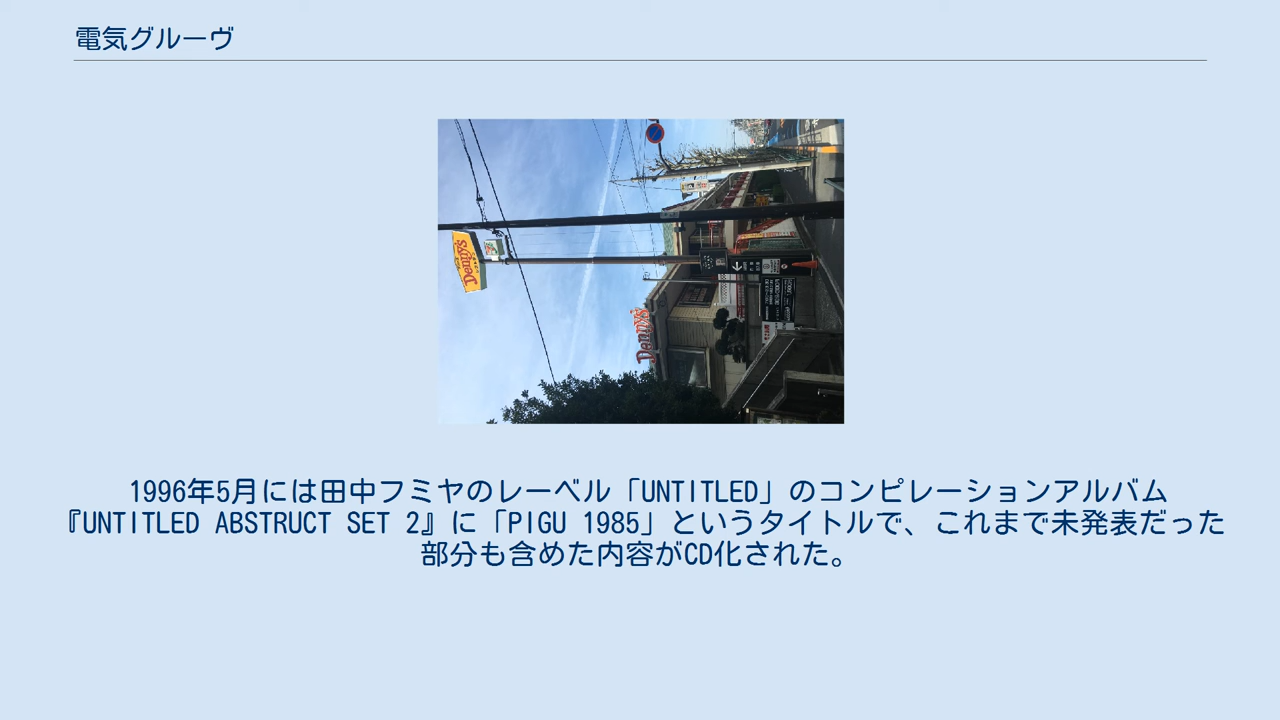 電気グルーヴ
Denny's
Denny's
1996年5月には田中フミヤのレーベル「UNTITLED」のコンピレーションアルバム
『UNTITLED ABSTRUCT SET 2』に「PIGU 1985」というタイトルで、これまで未発表だった
部分も含めた内容がCD化された。